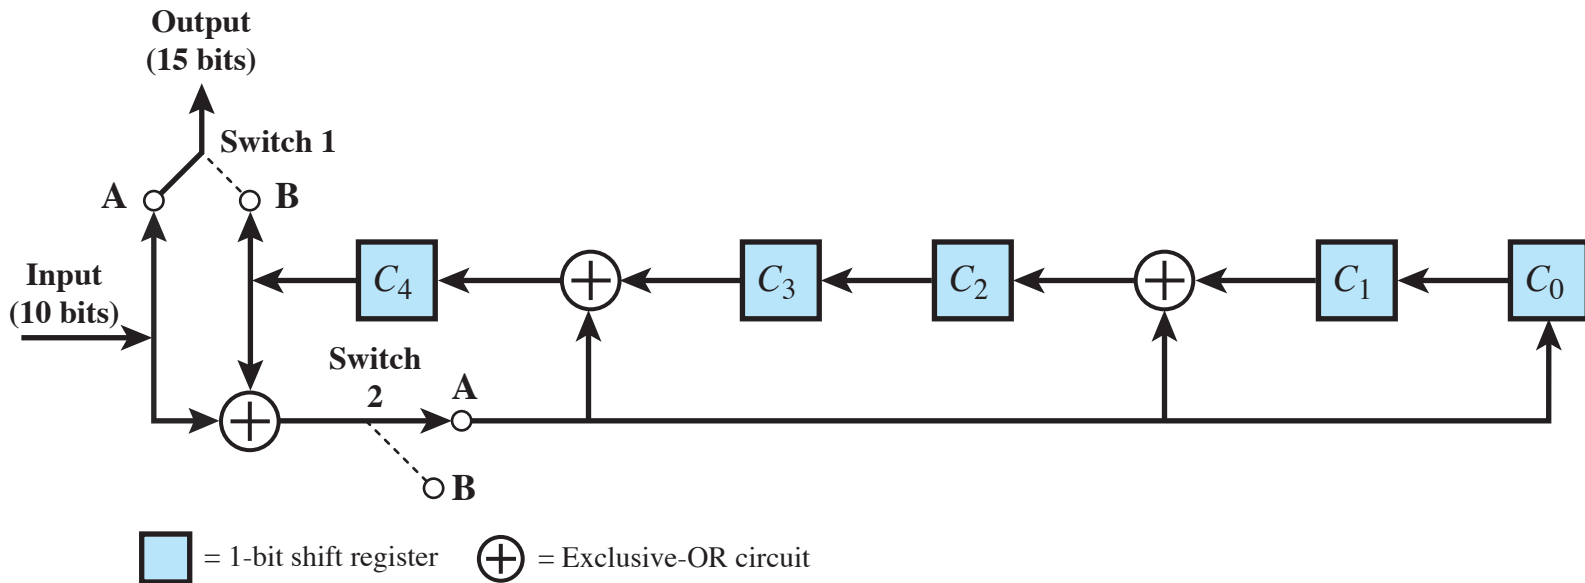 Output
(15 bits)
Switch 1
A
B
Input
(10 bits)
C4
C3
C2
C1
C0
Switch
2
A
B
= 1-bit shift register
= Exclusive-OR circuit